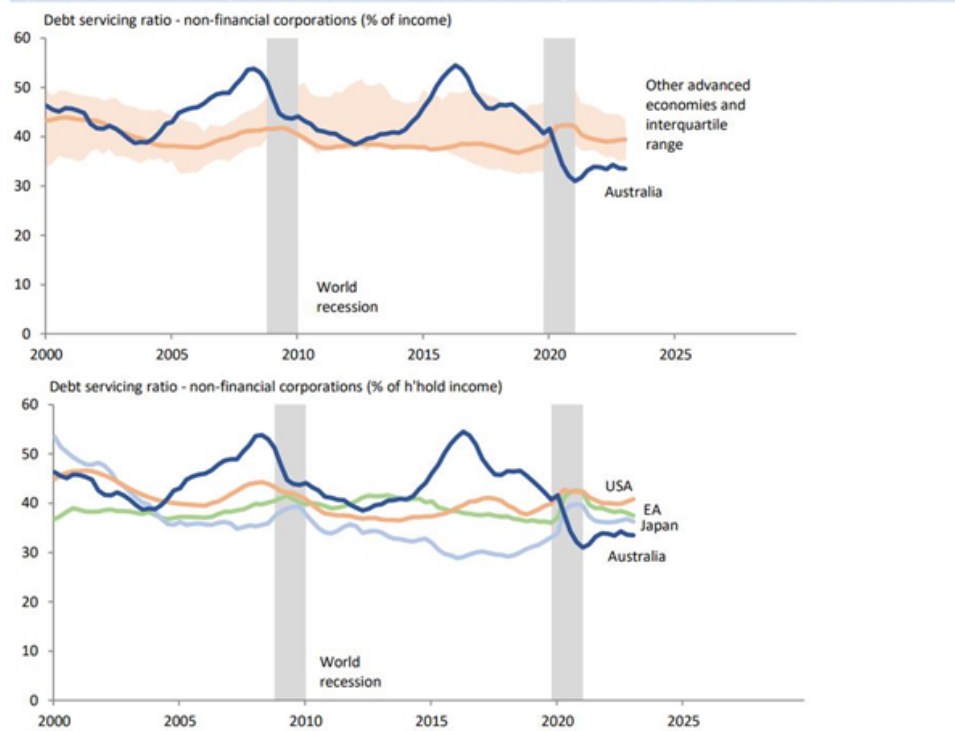 Debt servicing ratio - non-financial corporations (% of income)
60
50
40
30
20
10
0
Other advanced
economies and
interquartile
range
Australia
World
recession
2000
2005
2010
2015
2020
2025
Debt servicing ratio - non-financial corporations (% of h'hold income)
60
50
40
30
20
10
0
USA
EA
Japan
Australia
World
recession
2000
2005
2010
2015
2020
2025